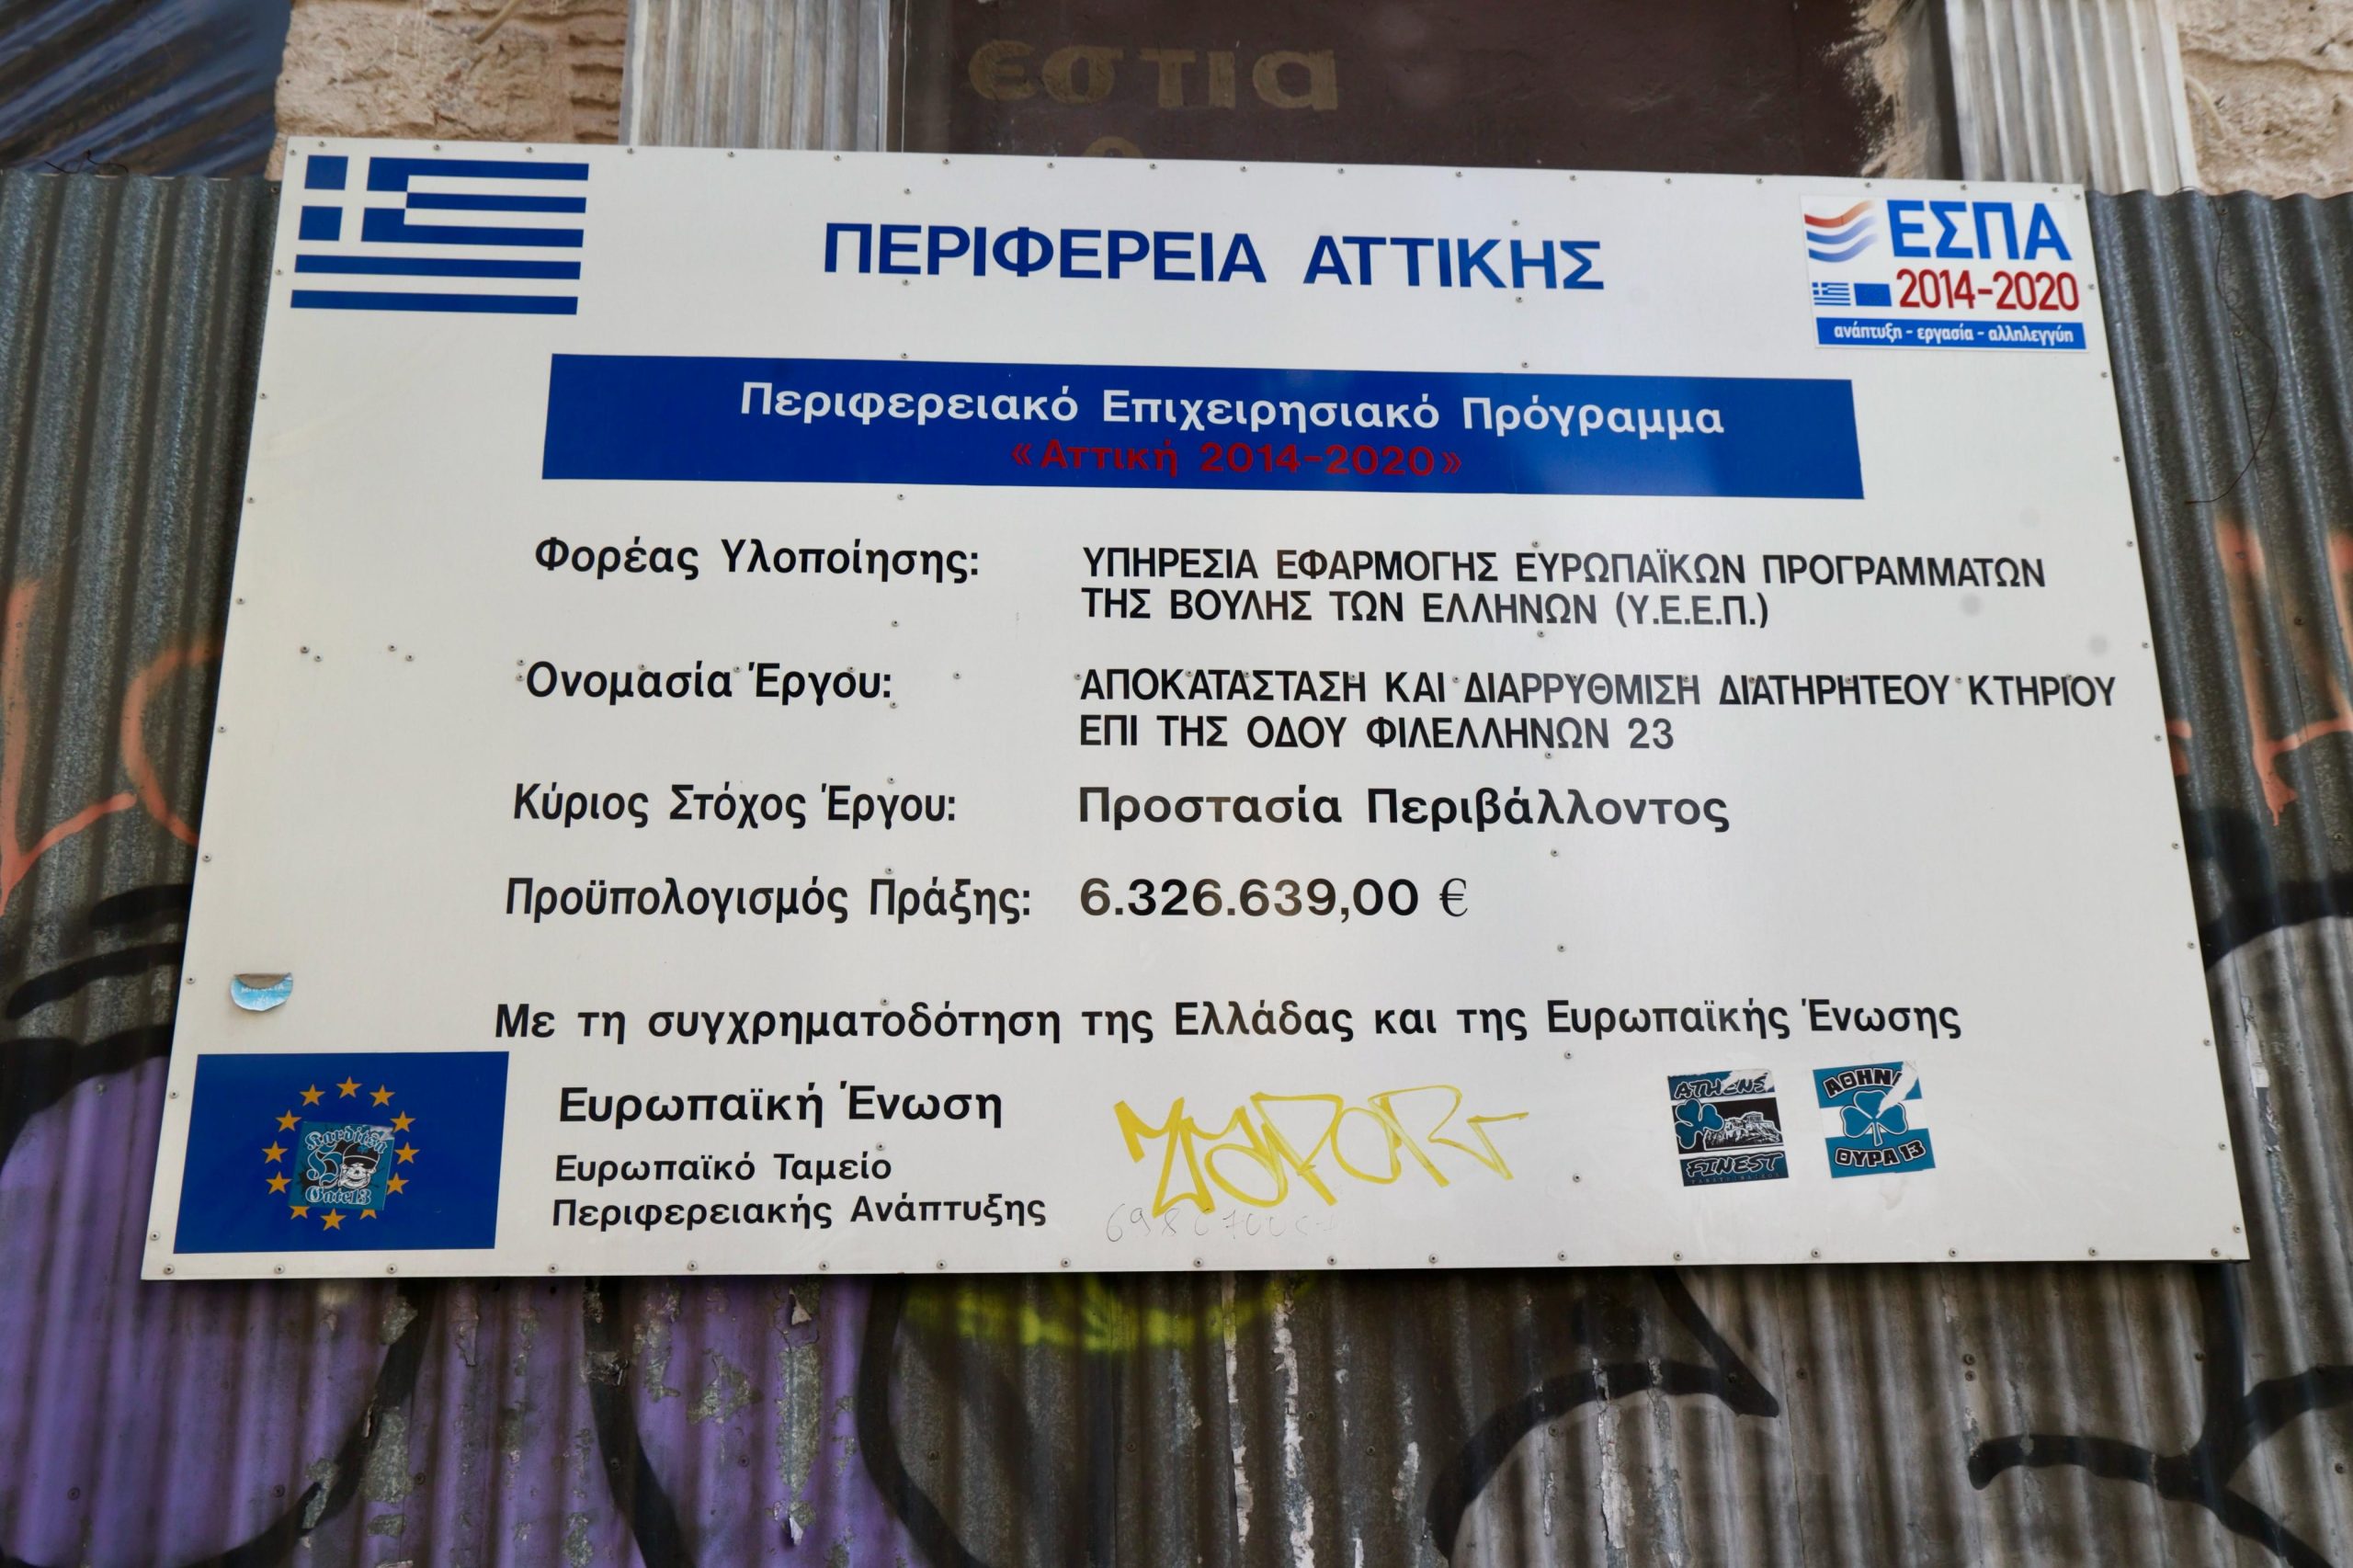 εστια
ΠΕΡΙΦΕΡΕΙΑ ΑΤΤΙΚΗΣ
ΕΣΠΑ
2014-2020
ανάπτυξη - εργασία - αλληλεγγύη
Περιφερειακό Επιχειρησιακό Πρόγραμμα
«Αττική 2014-2020»
Φορέας Υλοποίησης: ΥΠΗΡΕΣΙΑ ΕΦΑΡΜΟΓΗΣ ΕΥΡΩΠΑΪΚΩΝ ΠΡΟΓΡΑΜΜΑΤΩΝ
ΤΗΣ ΒΟΥΛΗΣ ΤΩΝ ΕΛΛΗΝΩΝ (Υ.Ε.Ε.Π.)
Ονομασία Έργου: ΑΠΟΚΑΤΑΣΤΑΣΗ ΚΑΙ ΔΙΑΡΡΥΘΜΙΣΗ ΔΙΑΤΗΡΗΤΕΟΥ ΚΤΗΡΙΟΥ
ΕΠΙ ΤΗΣ ΟΔΟΥ ΦΙΛΕΛΛΗΝΩΝ 23
Κύριος Στόχος Έργου: Προστασία Περιβάλλοντος
Προϋπολογισμός Πράξης: 6.326.639,00 €
Με τη συγχρηματοδότηση της Ελλάδας και της Ευρωπαϊκής Ένωσης
Ευρωπαϊκή Ένωση
Ευρωπαϊκό Ταμείο
Περιφερειακής Ανάπτυξης
Karditsa
Gate13
ATHENS
FINEST
ΑΘΗΝΑ
ΘΥΡΑ 13